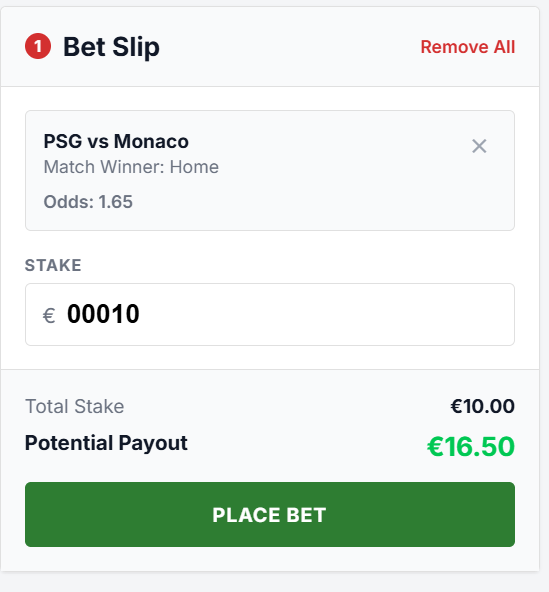 1 Bet Slip Remove All
PSG vs Monaco ×
Match Winner: Home
Odds: 1.65
STAKE
€ 00010
Total Stake €10.00
Potential Payout €16.50
PLACE BET